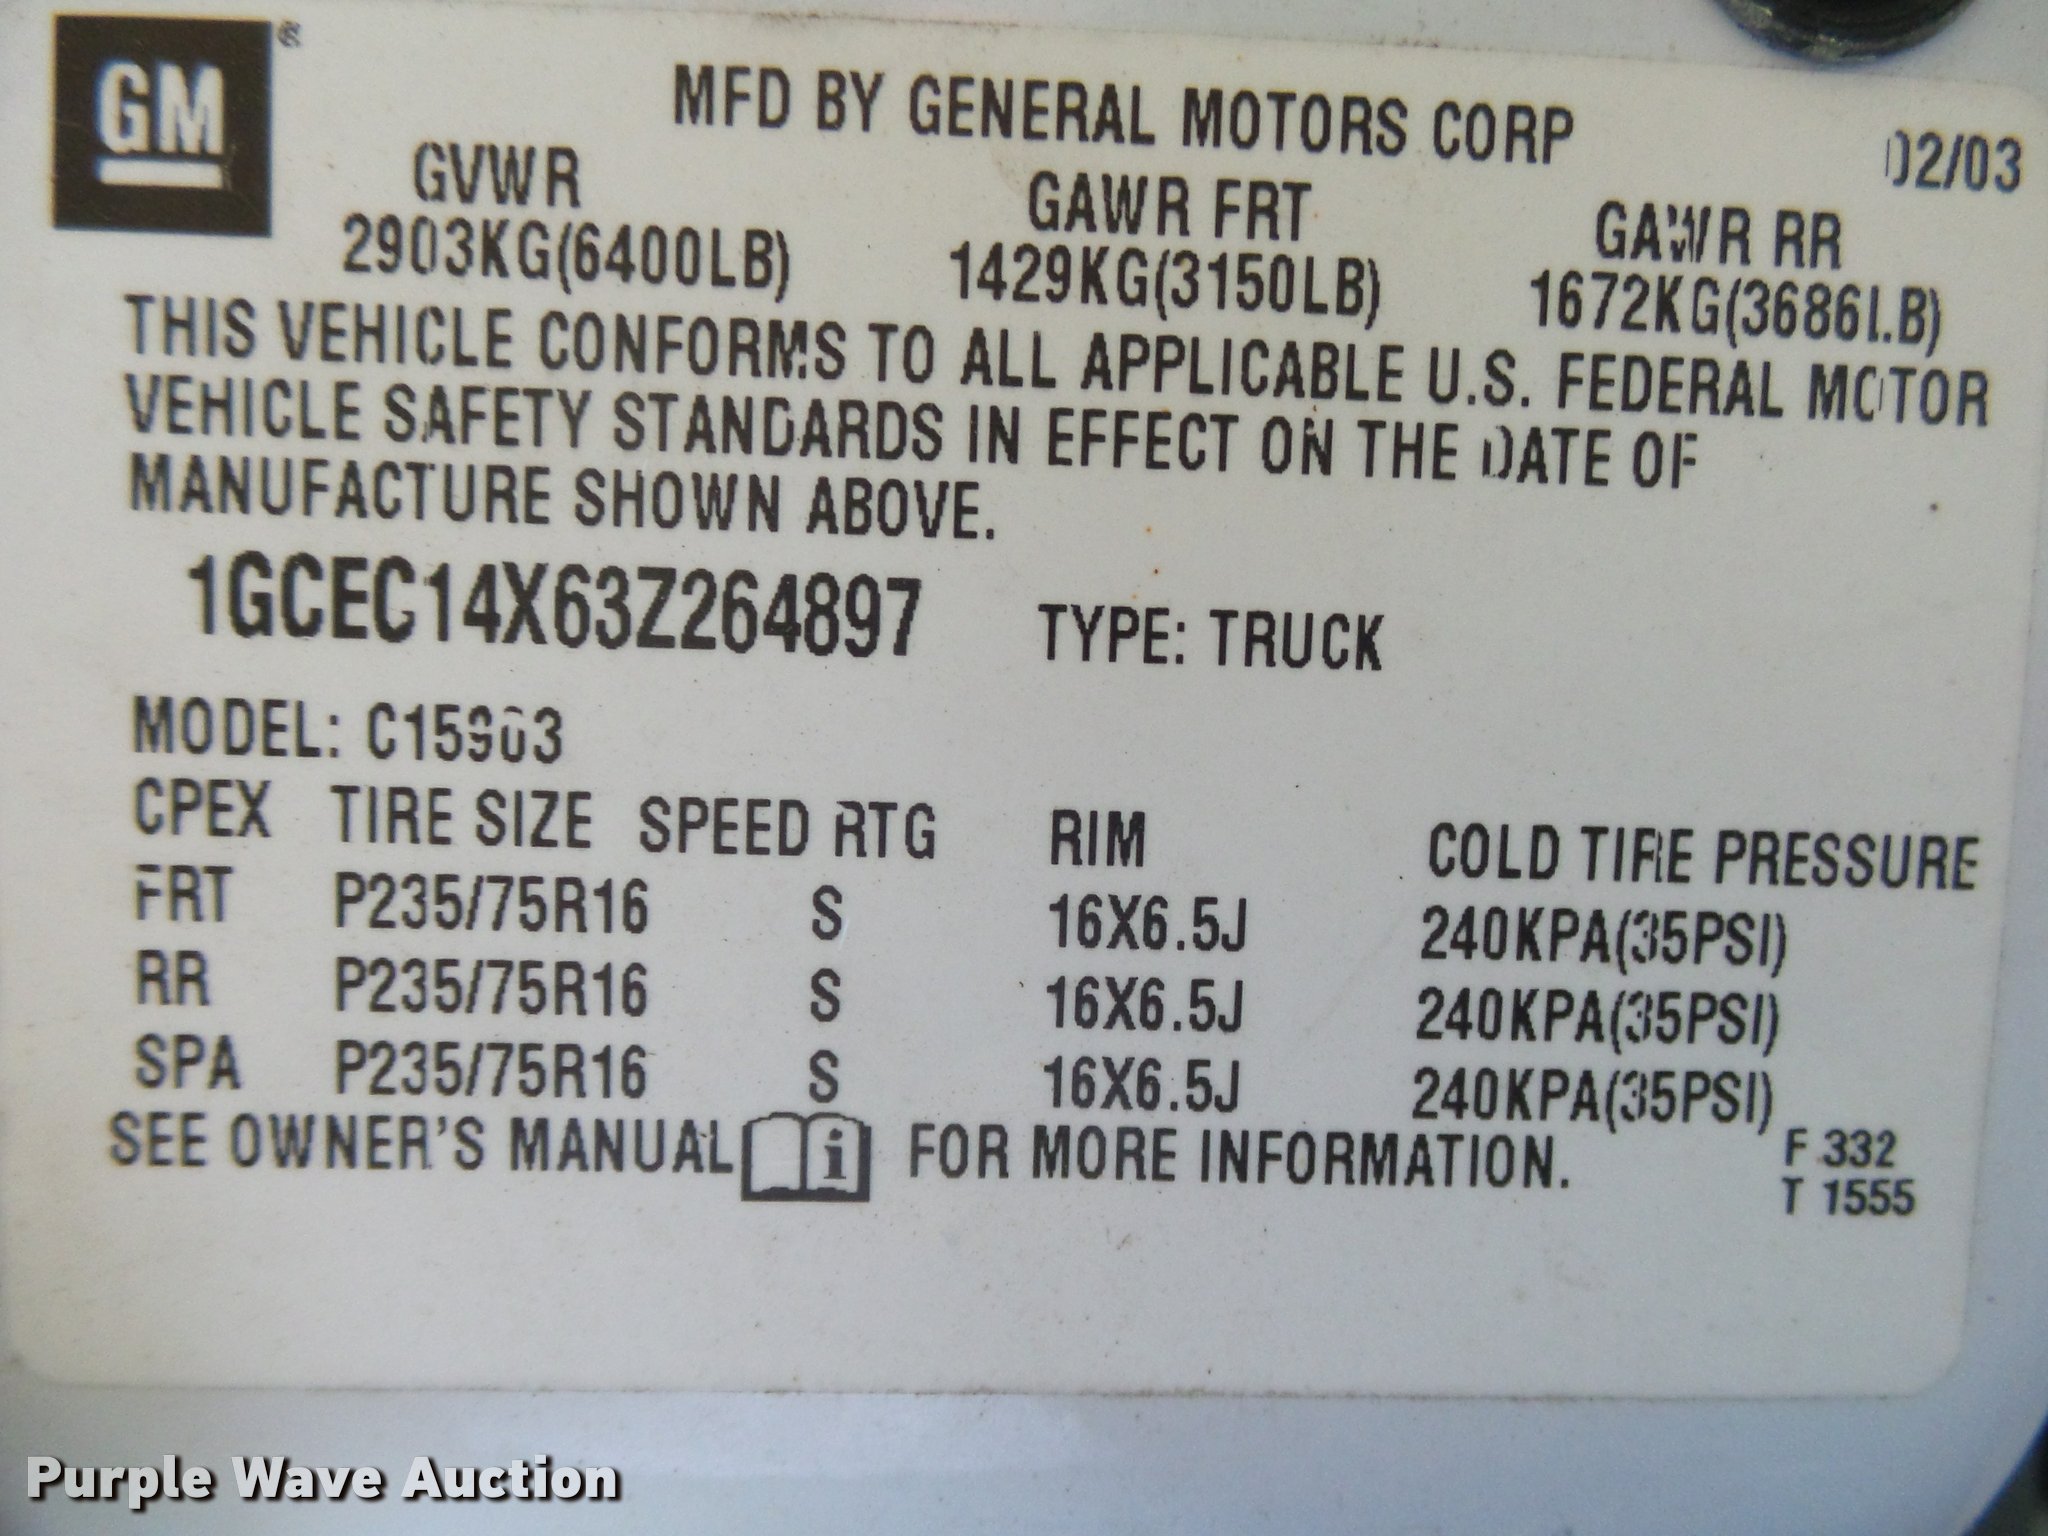 GM ®
MFD BY GENERAL MOTORS CORP
02/03
GVWR
GAWR FRT
GAWR RR
2903KG(6400LB)
1429KG(3150LB)
1672KG(3686LB)
THIS VEHICLE CONFORMS TO ALL APPLICABLE U.S. FEDERAL MOTOR
VEHICLE SAFETY STANDARDS IN EFFECT ON THE DATE OF
MANUFACTURE SHOWN ABOVE.
1GCEC14X63Z264897 TYPE: TRUCK
MODEL: C15903
CPEX TIRE SIZE SPEED RTG RIM COLD TIRE PRESSURE
FRT P235/75R16 S 16X6.5J 240KPA(35PSI)
RR P235/75R16 S 16X6.5J 240KPA(35PSI)
SPA P235/75R16 S 16X6.5J 240KPA(35PSI)
SEE OWNER'S MANUAL i FOR MORE INFORMATION.
F 332
T 1555
Purple Wave Auction